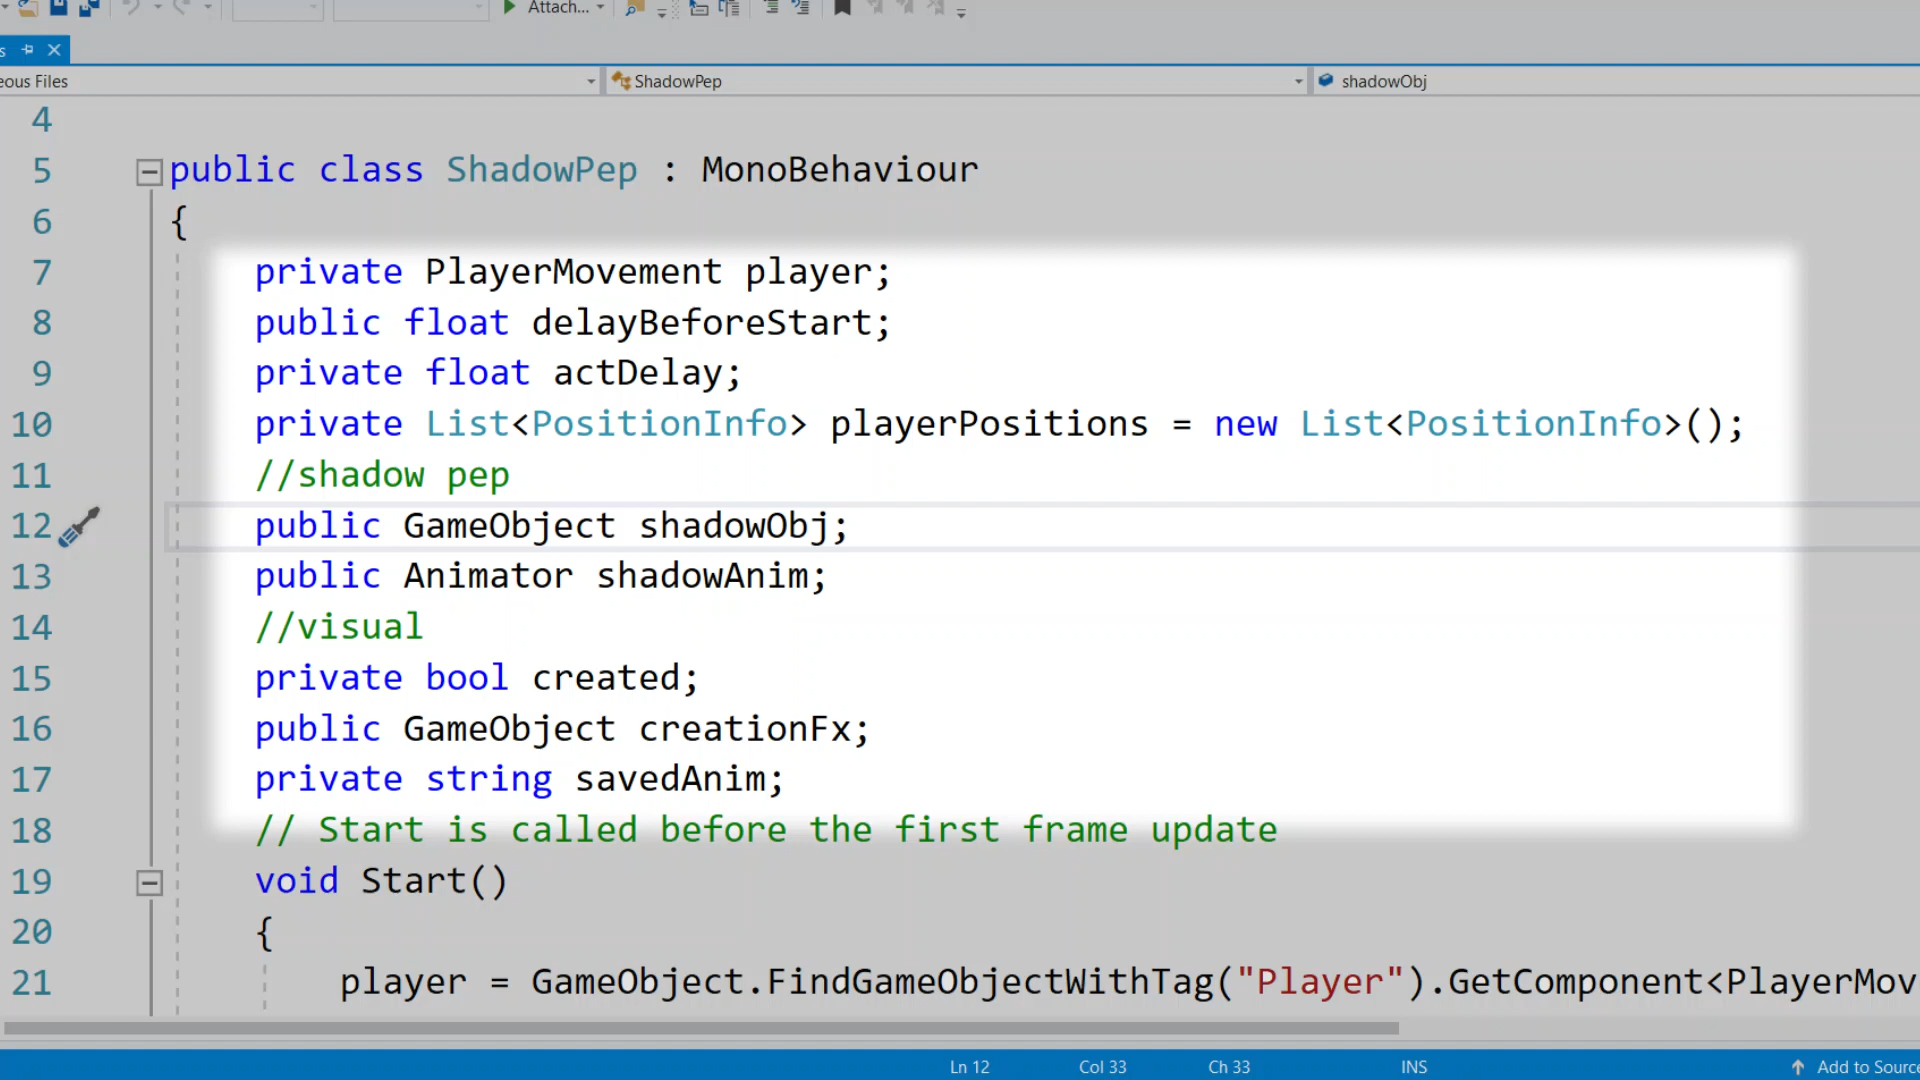 Attach...
s
eous Files
ShadowPep
shadowObj
4
5 public class ShadowPep : MonoBehaviour
6 {
7 private PlayerMovement player;
8 public float delayBeforeStart;
9 private float actDelay;
10 private List<PositionInfo> playerPositions = new List<PositionInfo>();
11 //shadow pep
12 public GameObject shadowObj;
13 public Animator shadowAnim;
14 //visual
15 private bool created;
16 public GameObject creationFx;
17 private string savedAnim;
18 // Start is called before the first frame update
19 void Start()
20 {
21 player = GameObject.FindGameObjectWithTag("Player").GetComponent<PlayerMov
Ln 12 Col 33 Ch 33 INS Add to Source